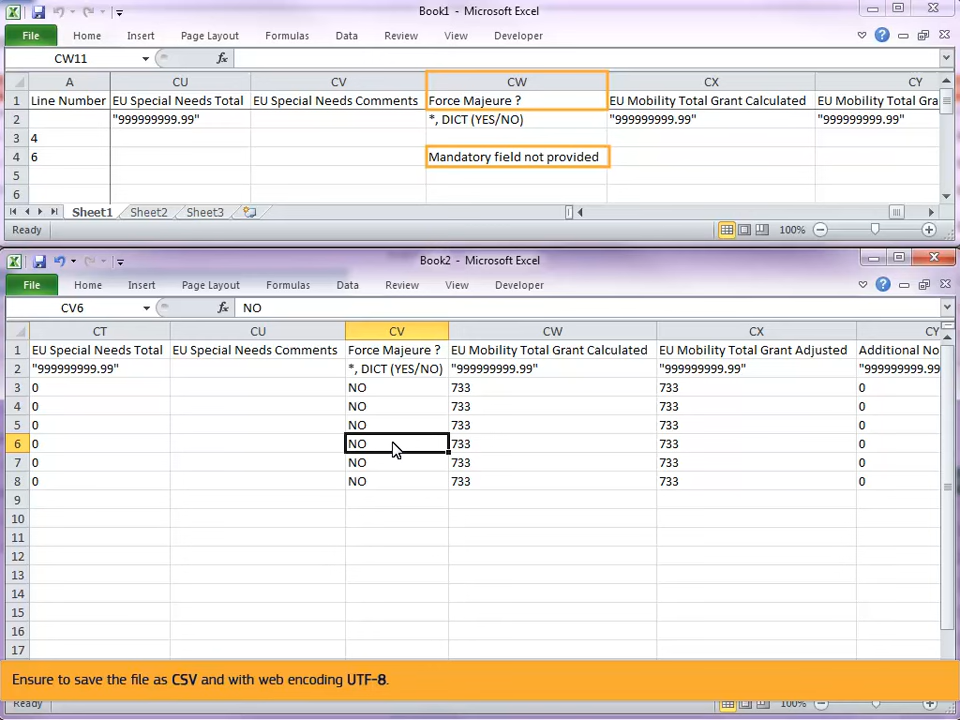 Book1 - Microsoft Excel
File Home Insert Page Layout Formulas Data Review View Developer
CW11 fx
A CU CV CW CX CY
1 Line Number EU Special Needs Total EU Special Needs Comments Force Majeure ? EU Mobility Total Grant Calculated EU Mobility Total Gra
2 "999999999.99" *, DICT (YES/NO) "999999999.99" "999999999.99"
3 4
4 6 Mandatory field not provided
5
6
Sheet1 Sheet2 Sheet3
Ready 100%
Book2 - Microsoft Excel
File Home Insert Page Layout Formulas Data Review View Developer
CV6 fx NO
CT CU CV CW CX CY
1 EU Special Needs Total EU Special Needs Comments Force Majeure ? EU Mobility Total Grant Calculated EU Mobility Total Grant Adjusted Additional No
2 "999999999.99" *, DICT (YES/NO) "999999999.99" "999999999.99" "999999999.99
3 0 NO 733 733 0
4 0 NO 733 733 0
5 0 NO 733 733 0
6 0 NO 733 733 0
7 0 NO 733 733 0
8 0 NO 733 733 0
9
10
11
12
13
14
15
16
17
Ensure to save the file as CSV and with web encoding UTF-8.
Ready 100%